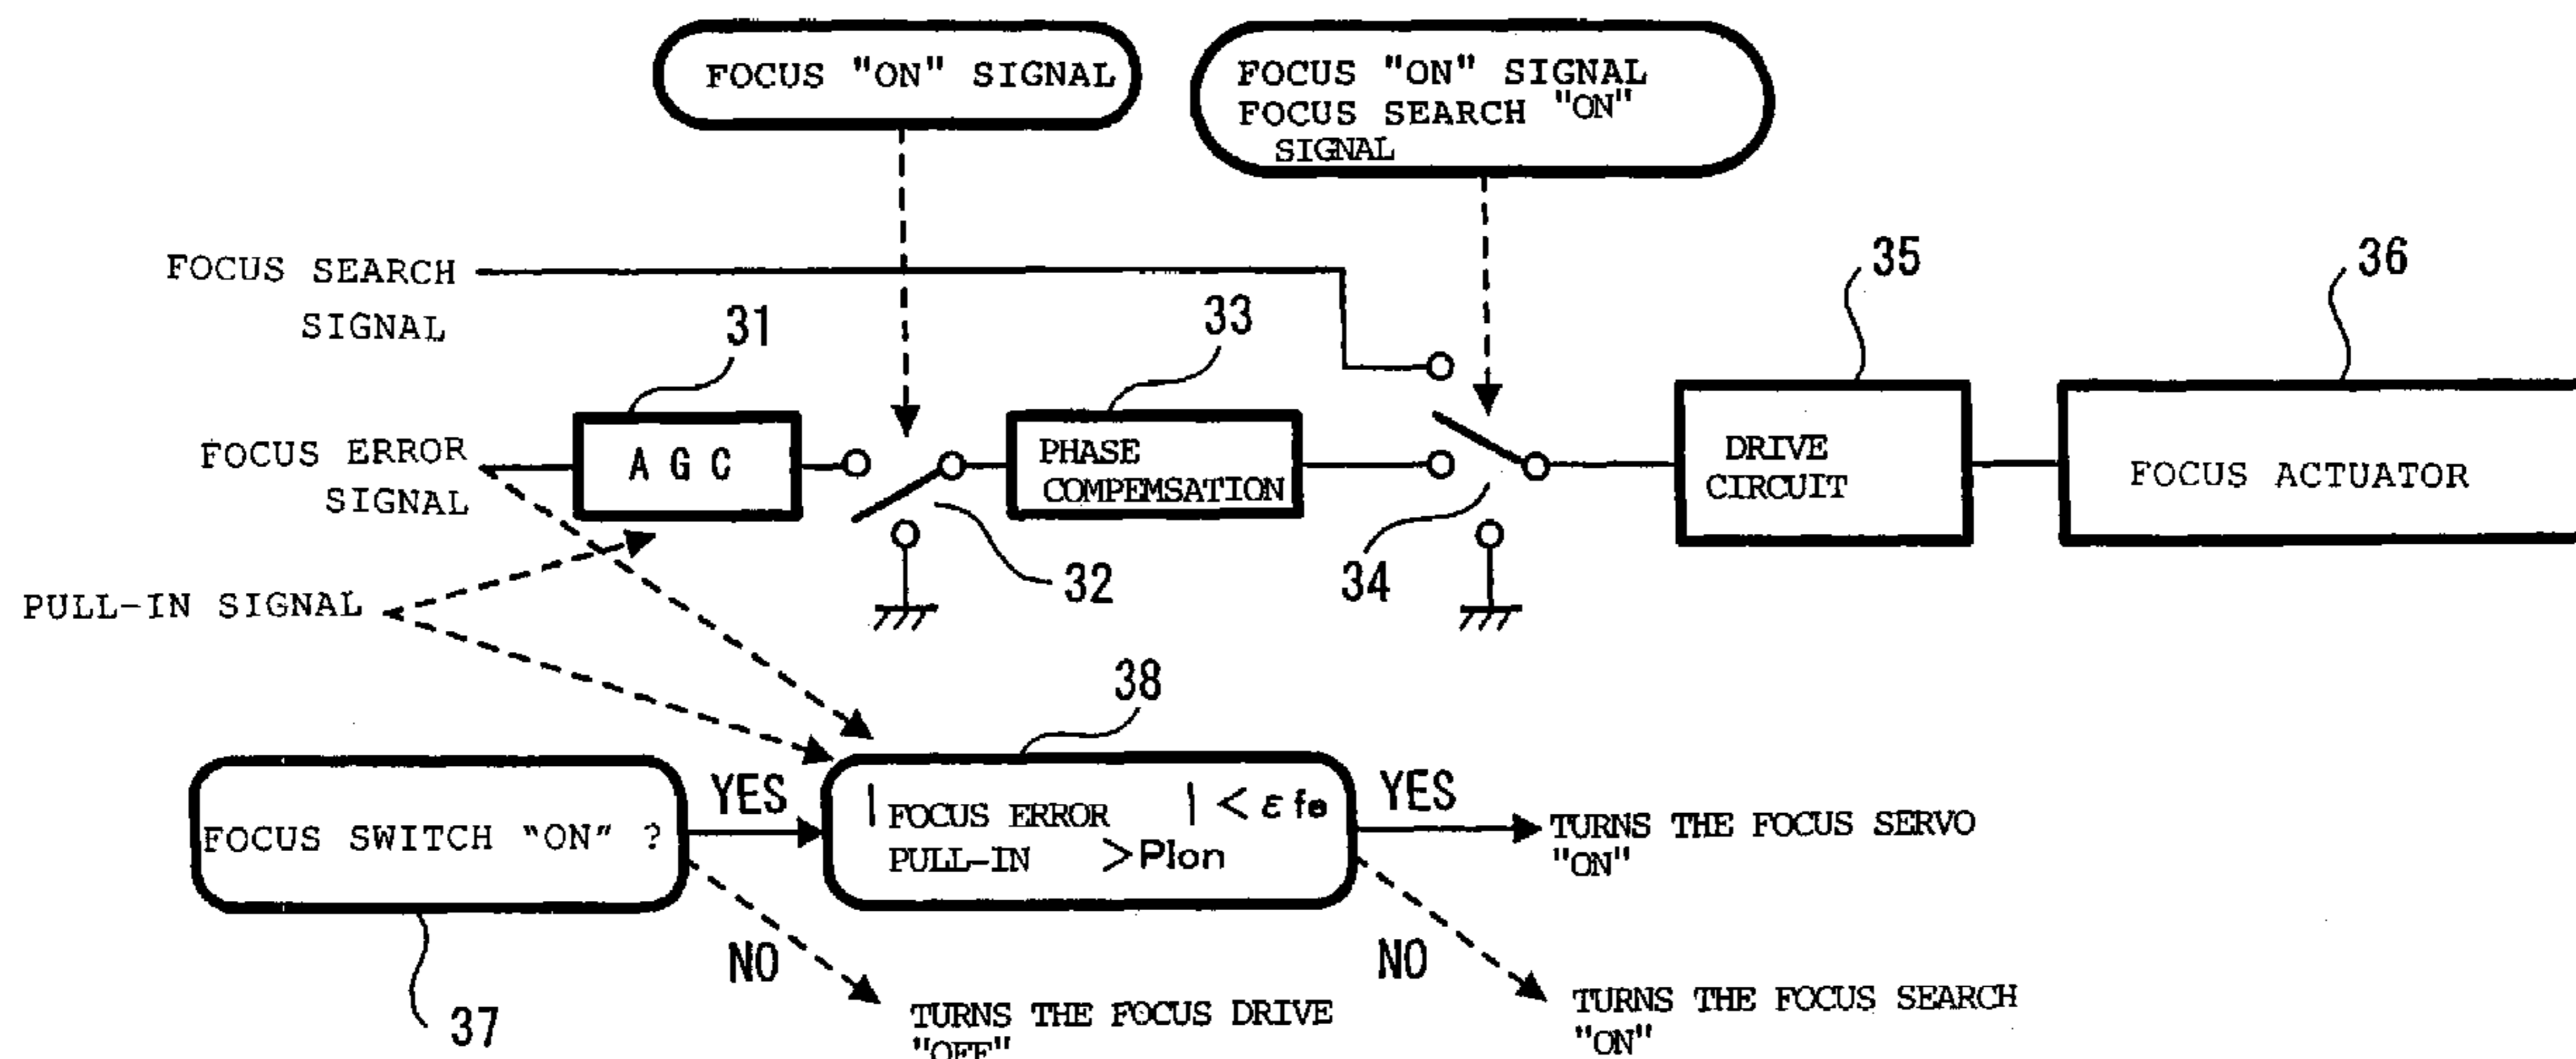 FOCUS "ON" SIGNAL
FOCUS "ON" SIGNAL
FOCUS SEARCH "ON"
SIGNAL
FOCUS SEARCH
SIGNAL
31
33
35
36
FOCUS ERROR
SIGNAL
A G C
PHASE
COMPEMSATION
DRIVE
CIRCUIT
FOCUS ACTUATOR
32
34
PULL-IN SIGNAL
38
FOCUS SWITCH "ON" ?
YES
| FOCUS ERROR | < ε fe
PULL-IN >PIon
YES
TURNS THE FOCUS SERVO
"ON"
NO
NO
37
TURNS THE FOCUS DRIVE
"OFF"
TURNS THE FOCUS SEARCH
"ON"